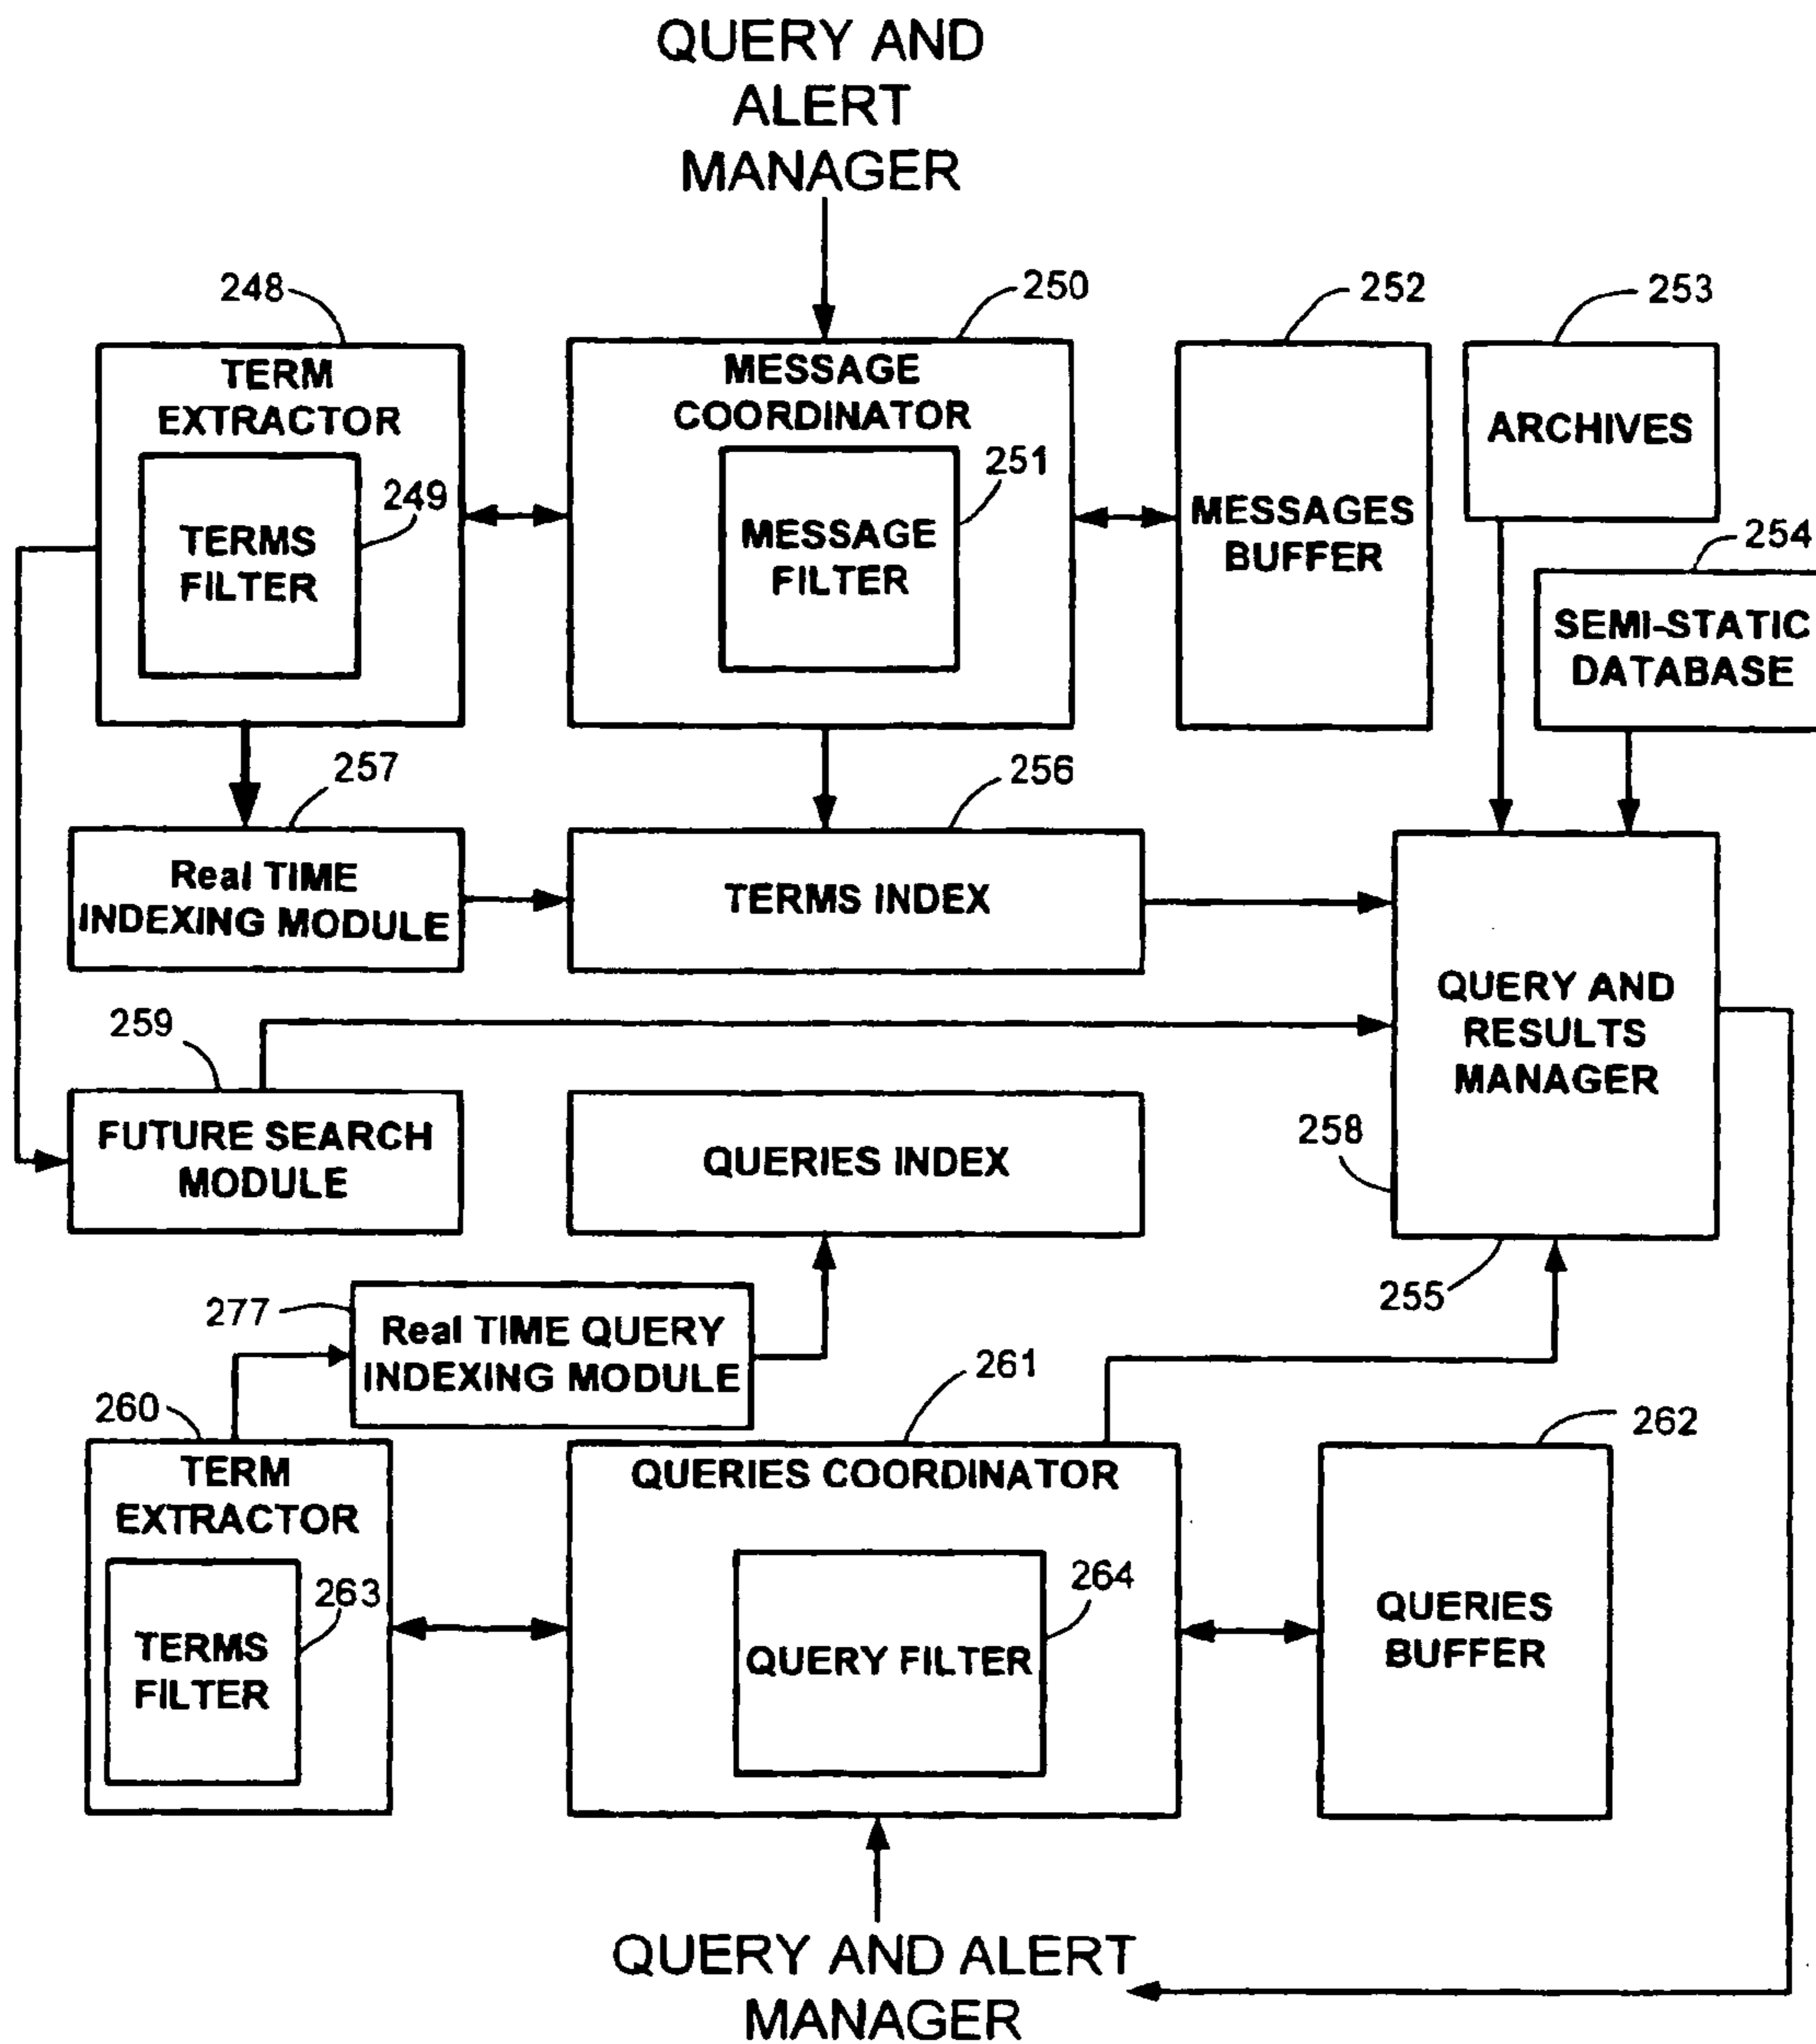 QUERY AND
ALERT
MANAGER
248
250
252
253
TERM
EXTRACTOR
MESSAGE
COORDINATOR
ARCHIVES
249
251
TERMS
FILTER
MESSAGE
FILTER
MESSAGES
BUFFER
254
SEMI-STATIC
DATABASE
257
256
Real TIME
INDEXING MODULE
TERMS INDEX
QUERY AND
RESULTS
MANAGER
259
FUTURE SEARCH
MODULE
QUERIES INDEX
258
255
277
Real TIME QUERY
INDEXING MODULE
261
260
262
TERM
EXTRACTOR
QUERIES COORDINATOR
263
264
TERMS
FILTER
QUERY FILTER
QUERIES
BUFFER
QUERY AND ALERT
MANAGER